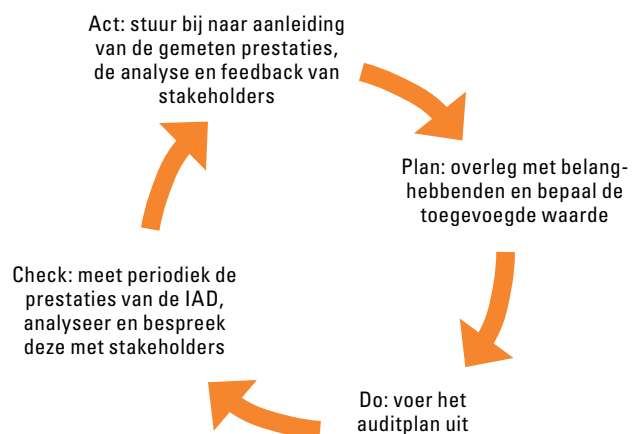 Act: stuur bij naar aanleiding
van de gemeten prestaties,
de analyse en feedback van
stakeholders
Plan: overleg met belang-
hebbenden en bepaal de
toegevoegde waarde
Do: voer het
auditplan uit
Check: meet periodiek de
prestaties van de IAD,
analyseer en bespreek
deze met stakeholders